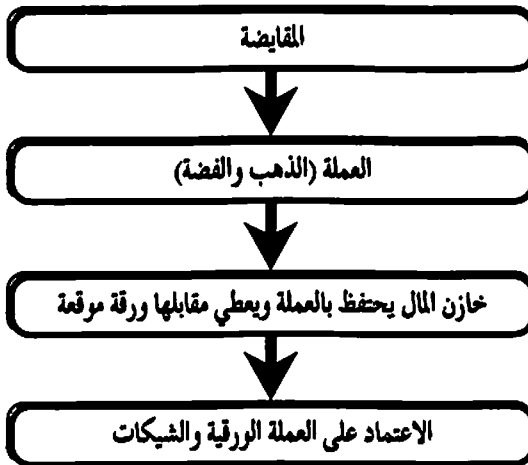 المقايضة
العملة (الذهب والفضة)
خازن المال يحتفظ بالعملة ويعطي مقابلها ورقة موقعة
الاعتماد على العملة الورقية والشيكات